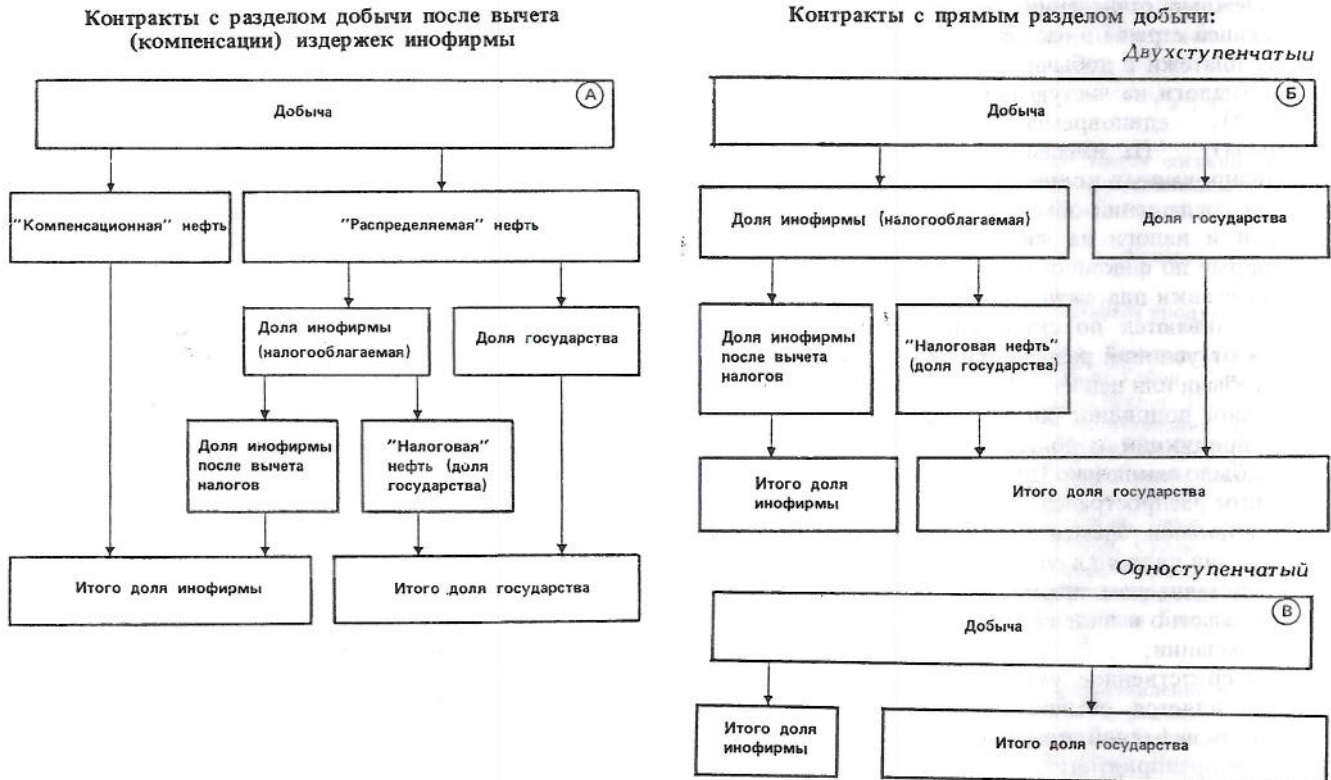 Контракты с разделом добычи после вычета
(компенсации) издержек инофирмы
А
Добыча
"Компенсационная" нефть
"Распределяемая" нефть
Доля инофирмы
(налогооблагаемая)
Доля государства
Доля инофирмы
после вычета
налогов
"Налоговая"
нефть (доля
государства)
Итого доля инофирмы
Итого доля государства
Контракты с прямым разделом добычи:
Двухступенчатый
Б
Добыча
Доля инофирмы (налогооблагаемая)
Доля государства
Доля инофирмы
после вычета
налогов
"Налоговая нефть"
(доля государства)
Итого доля
инофирмы
Итого доля государства
Одноступенчатый
В
Добыча
Итого доля
инофирмы
Итого доля государства